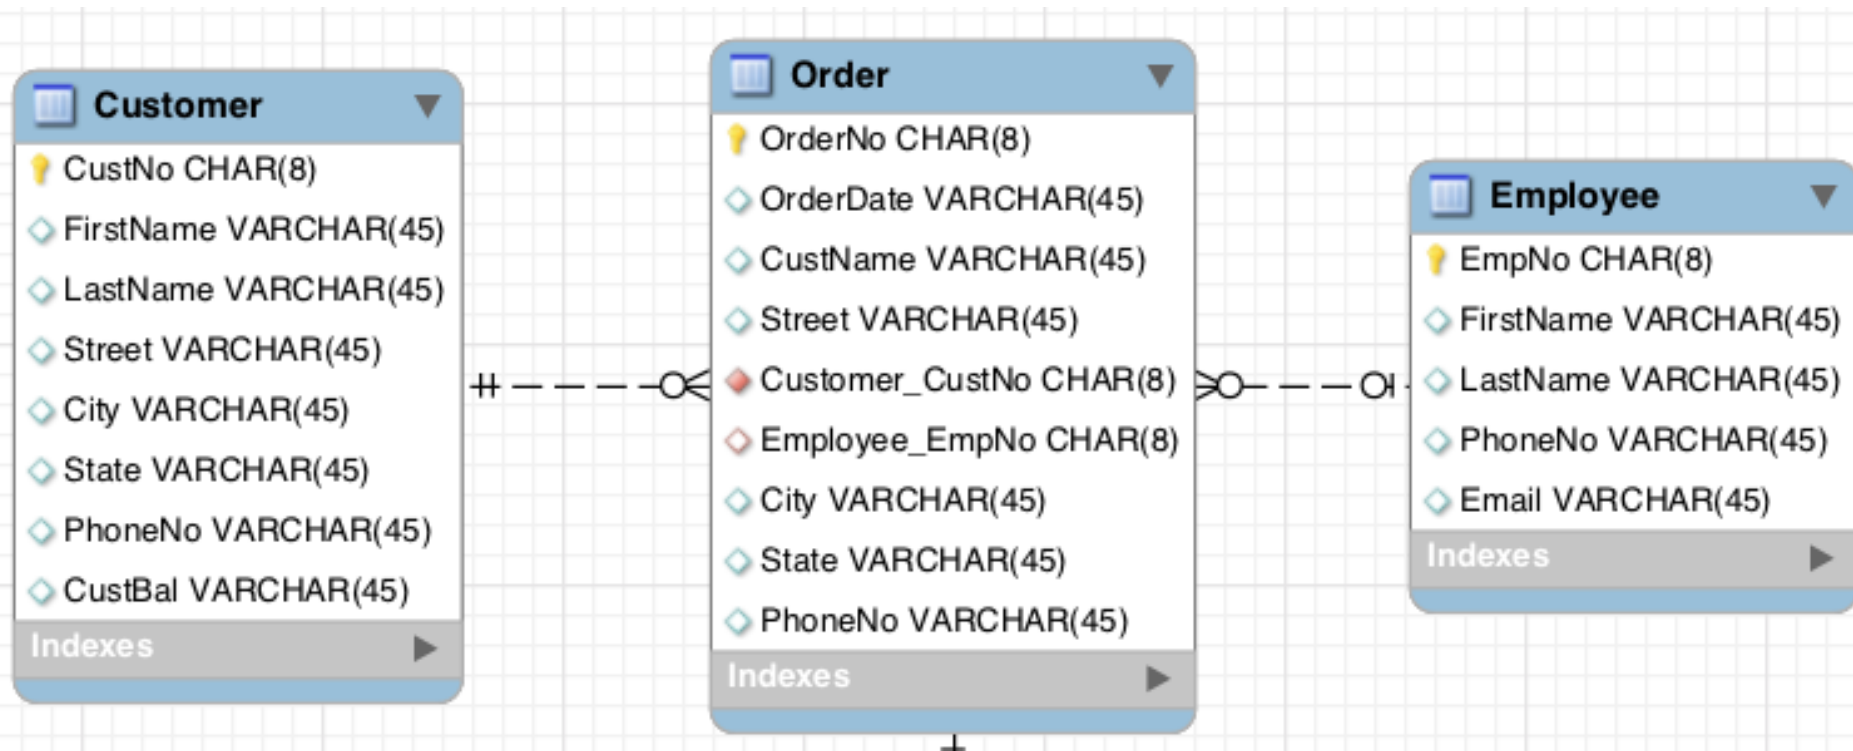 Customer
CustNo CHAR(8)
FirstName VARCHAR(45)
LastName VARCHAR(45)
Street VARCHAR(45)
City VARCHAR(45)
State VARCHAR(45)
PhoneNo VARCHAR(45)
CustBal VARCHAR(45)
Indexes
Order
OrderNo CHAR(8)
OrderDate VARCHAR(45)
CustName VARCHAR(45)
Street VARCHAR(45)
Customer_CustNo CHAR(8)
Employee_EmpNo CHAR(8)
City VARCHAR(45)
State VARCHAR(45)
PhoneNo VARCHAR(45)
Indexes
Employee
EmpNo CHAR(8)
FirstName VARCHAR(45)
LastName VARCHAR(45)
PhoneNo VARCHAR(45)
Email VARCHAR(45)
Indexes